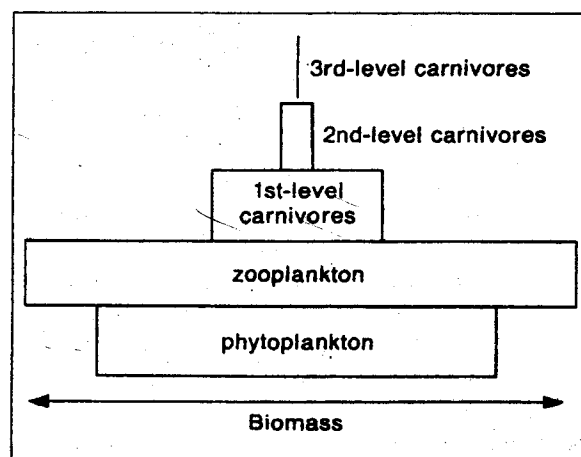 3rd-level carnivores
2nd-level carnivores
1st-level
carnivores
zooplankton
phytoplankton
Biomass